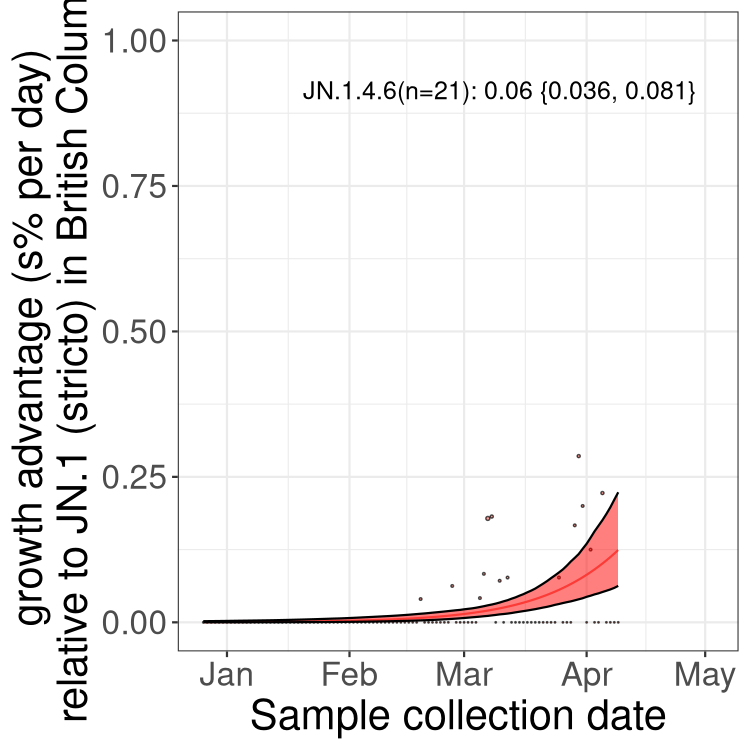 growth advantage (s% per day)
relative to JN.1 (stricto) in British Colum
1.00
0.75
0.50
0.25
0.00
JN.1.4.6(n=21): 0.06 {0.036, 0.081}
Jan Feb Mar Apr May
Sample collection date